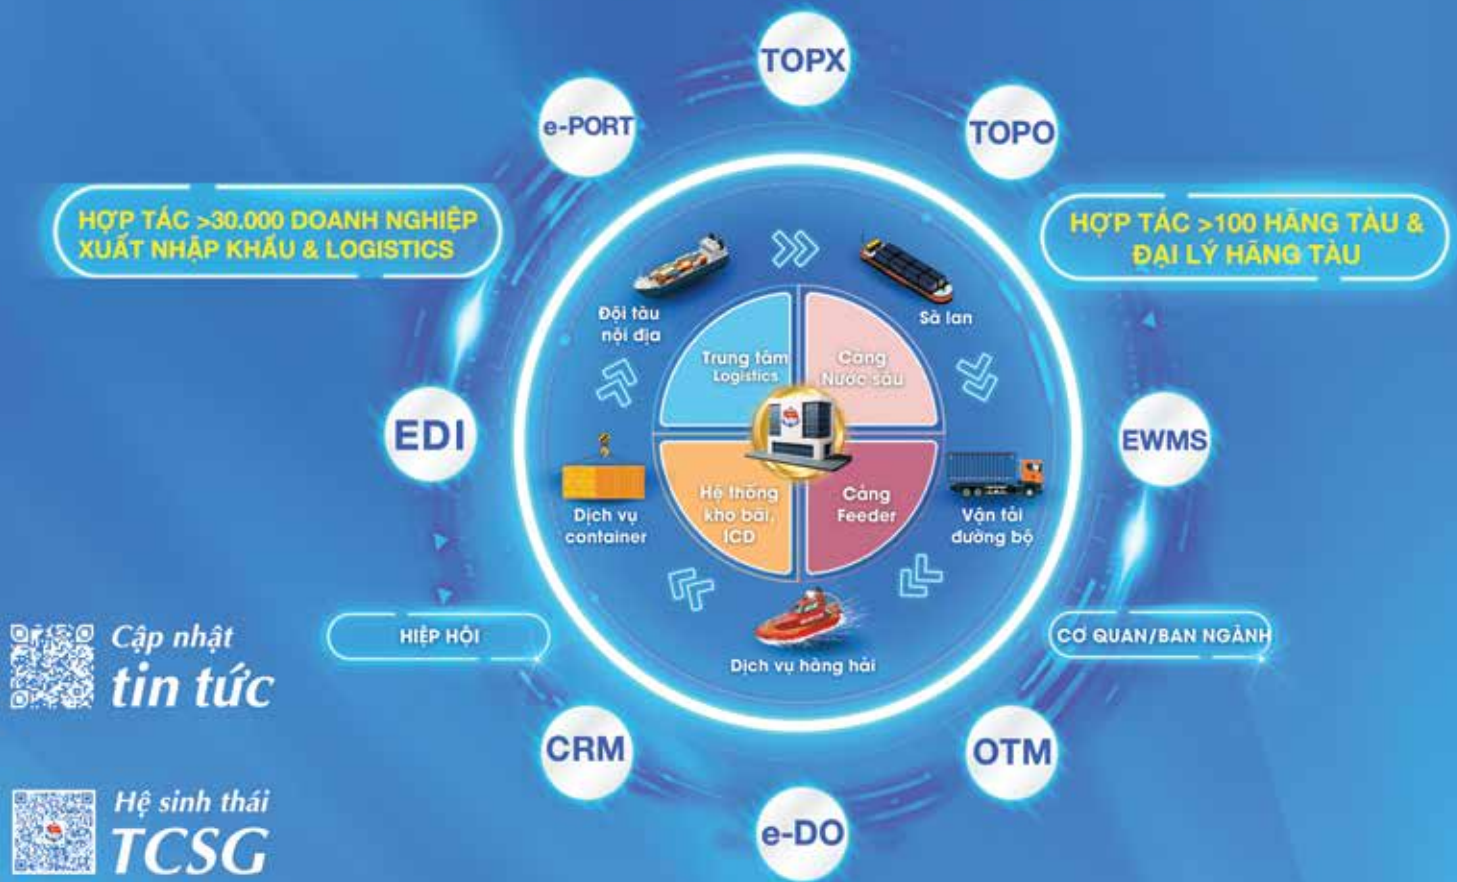 TOPX
e-PORT
TOPO
HỢP TÁC >30.000 DOANH NGHIỆP
XUẤT NHẬP KHẨU & LOGISTICS
HỢP TÁC >100 HÃNG TÀU &
ĐẠI LÝ HÃNG TÀU
Đội tàu
nội địa
Sà lan
Trung tâm
Logistics
Cảng
Nước sâu
EDI
EWMS
Dịch vụ
container
Hệ thống
kho bãi,
ICD
Cảng
Feeder
Vận tải
đường bộ
HIỆP HỘI
Dịch vụ hàng hải
CƠ QUAN/BAN NGÀNH
Cập nhật
tin tức
CRM
OTM
e-DO
Hệ sinh thái
TCSG